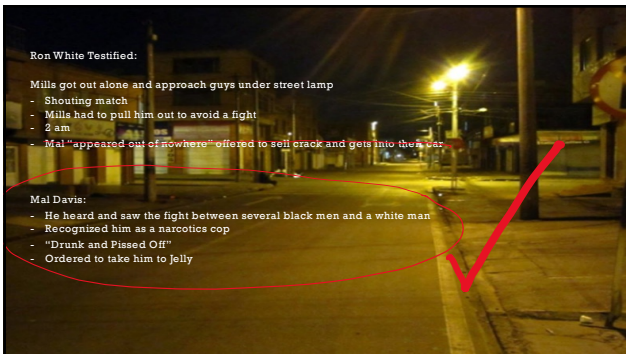 Ron White Testified:
Mills got out alone and approach guys under street lamp
- Shouting match
- Mills had to pull him out to avoid a fight
- 2 am
- Mal "appeared out of nowhere" offered to sell crack and gets into their car
Mal Davis:
- He heard and saw the fight between several black men and a white man
- Recognized him as a narcotics cop
- "Drunk and Pissed Off"
- Ordered to take him to Jelly